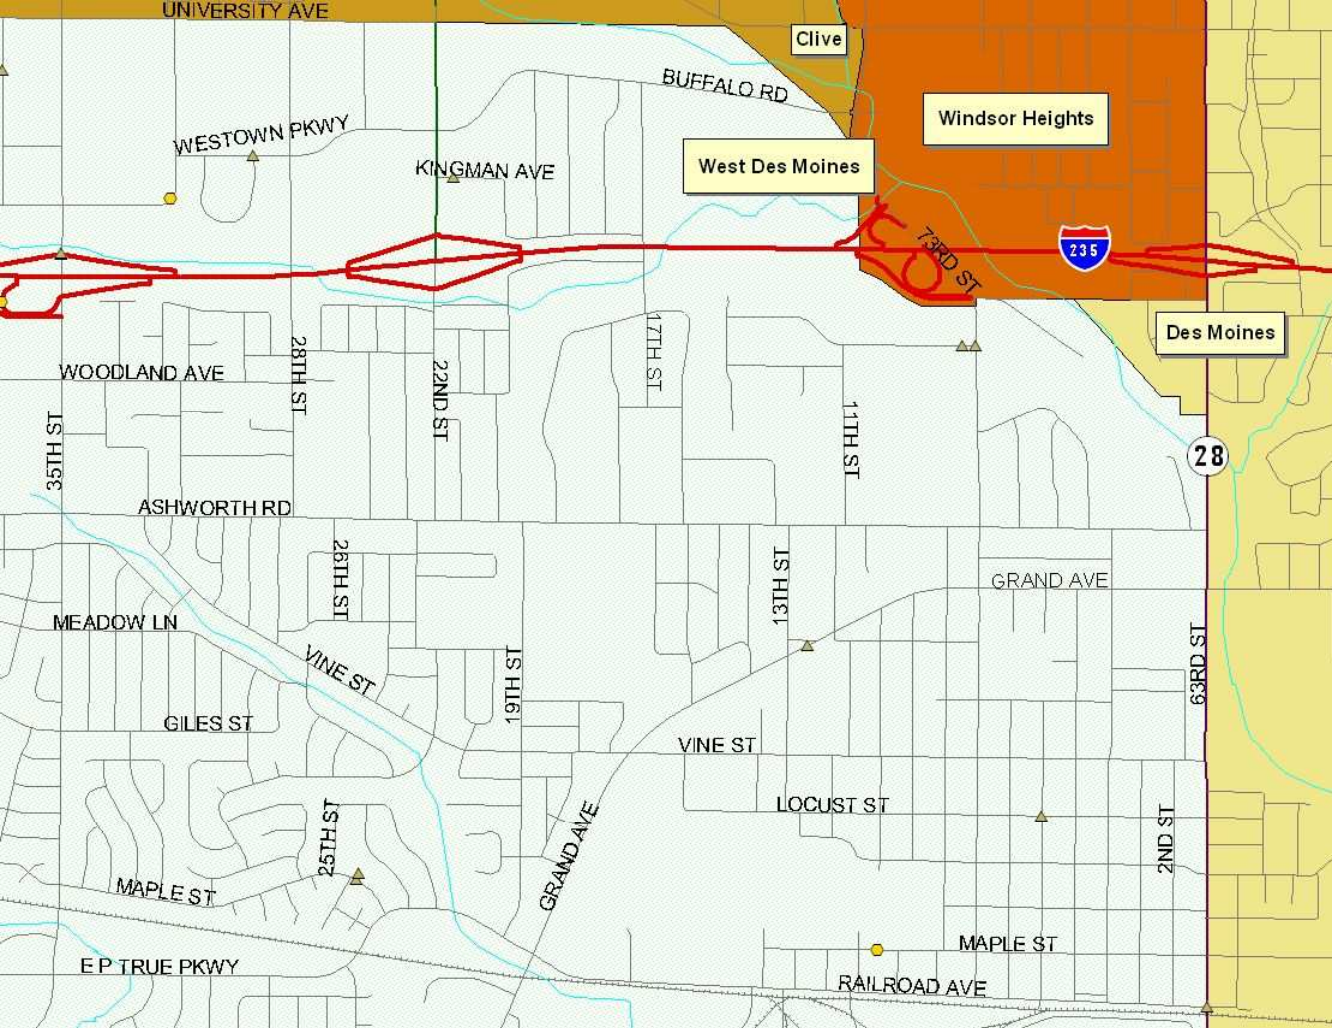 UNIVERSITY AVE
Clive
BUFFALO RD
Windsor Heights
WESTOWN PKWY
KINGMAN AVE
West Des Moines
73RD ST
235
Des Moines
28TH ST
17TH ST
WOODLAND AVE
22ND ST
11TH ST
35TH ST
28
ASHWORTH RD
26TH ST
13TH ST
GRAND AVE
MEADOW LN
VINE ST
19TH ST
63RD ST
GILES ST
VINE ST
LOCUST ST
25TH ST
GRAND AVE
2ND ST
MAPLE ST
MAPLE ST
E P TRUE PKWY
RAILROAD AVE